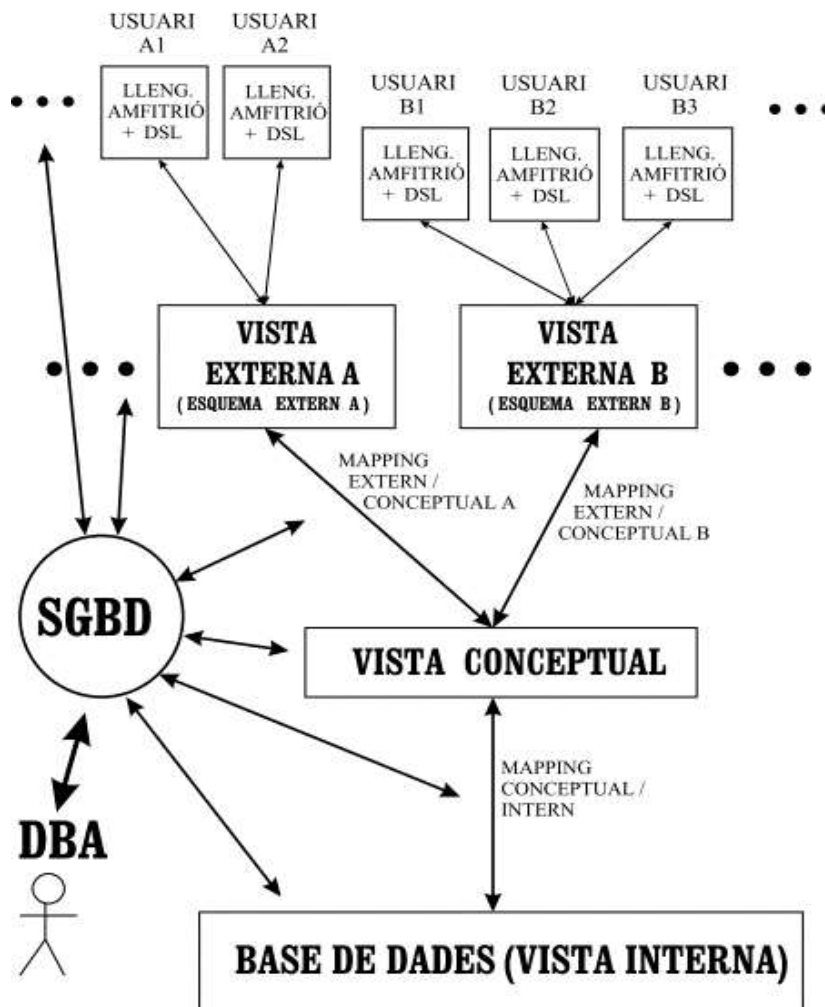 USUARI
A1
USUARI
A2
LLENG.
AMFITRIÓ
+ DSL
LLENG.
AMFITRIÓ
+ DSL
USUARI
B1
USUARI
B2
USUARI
B3
LLENG.
AMFITRIÓ
+ DSL
LLENG.
AMFITRIÓ
+ DSL
LLENG.
AMFITRIÓ
+ DSL
VISTA
EXTERNA A
( ESQUEMA EXTERN A )
VISTA
EXTERNA B
( ESQUEMA EXTERN B )
MAPPING
EXTERN /
CONCEPTUAL A
MAPPING
EXTERN /
CONCEPTUAL B
SGBD
VISTA CONCEPTUAL
MAPPING
CONCEPTUAL /
INTERN
DBA
BASE DE DADES (VISTA INTERNA)